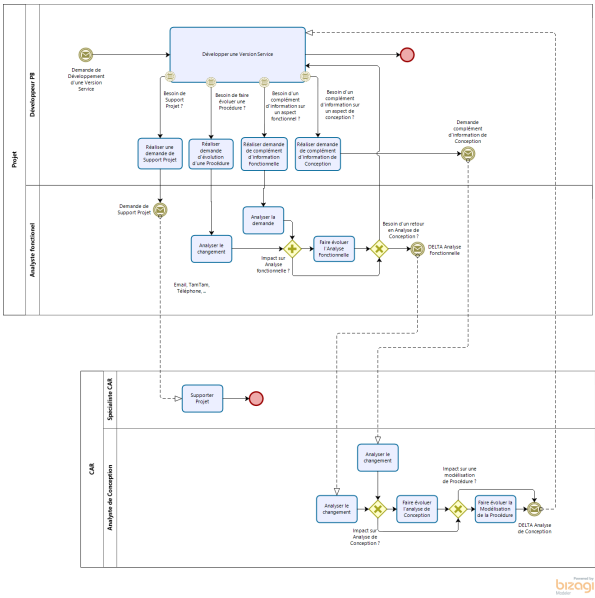 Projet
Développeur PB
Analyste fonctionel
Demande de
Développement
d'une Version
Service
Développer une Version Service
Besoin de
Support
Projet ?
Besoin de faire
évoluer une
Procédure ?
Besoin d'un
complément
d'information sur
un aspect
fonctionnel ?
Besoin d'un
complément
d'information sur
un aspect de
conception ?
Réaliser une
demande de
Support Projet
Réaliser
demande
d'évolution
d'une Procédure
Réaliser demande
de complément
d'Information
Fonctionnelle
Réaliser demande
de complément
d'Information de
Conception
Demande
complément
d'Information de
Conception
Demande de
Support Projet
Analyser le
changement
Analyser la
demande
Impact sur
Analyse
fonctionnelle ?
Faire évoluer
l'Analyse
Fonctionnelle
Besoin d'un retour
en Analyse de
Conception ?
DELTA Analyse
Fonctionnelle
Email, TamTam,
Téléphone, ...
CAR
Spécialiste CAR
Analyste de Conception
Supporter
Projet
Analyser le
changement
Analyser le
changement
Impact sur
Analyse de
Conception ?
Faire évoluer
l'analyse de
Conception
Impact sur une
modélisation
de Procédure ?
Faire évoluer la
Modélisation
de la Procédure
DELTA Analyse
de Conception
Powered by
bizagi
Modeler